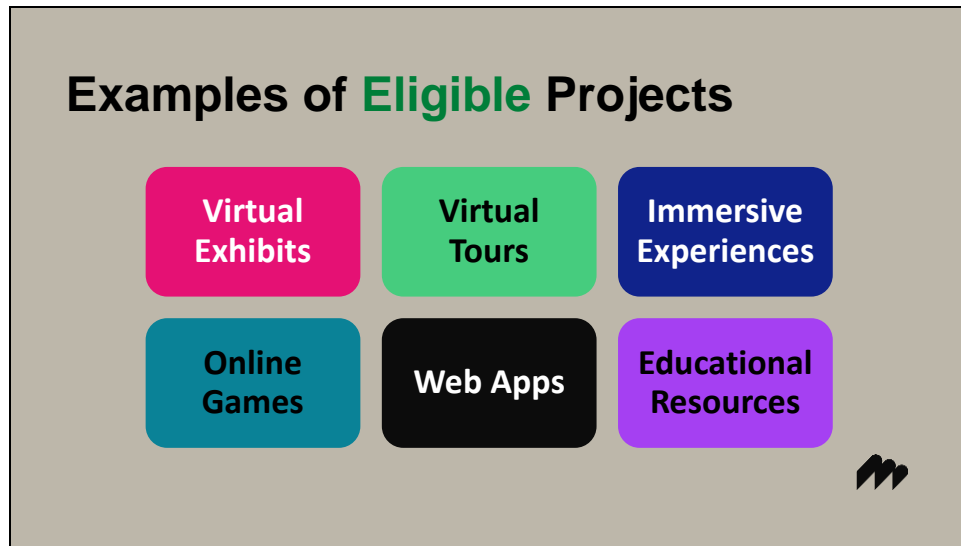 Examples of Eligible Projects
Virtual
Exhibits
Virtual
Tours
Immersive
Experiences
Online
Games
Web Apps
Educational
Resources